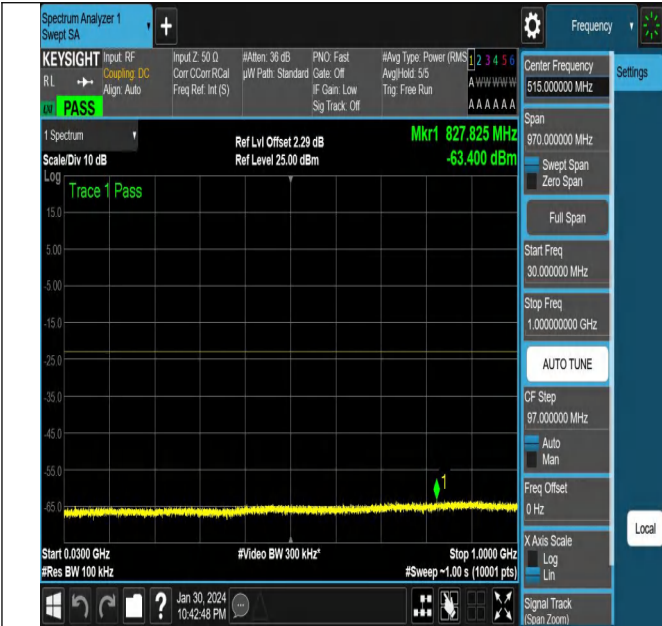 Spectrum Analyzer 1
Swept SA
+
Frequency
KEYSIGHT
RL
LXI PASS
Input: RF
Coupling: DC
Align: Auto
Input Z: 50 Ω
Corr CCorr RCal
Freq Ref: Int (S)
#Atten: 36 dB
µW Path: Standard
PNO: Fast
Gate: Off
IF Gain: Low
Sig Track: Off
#Avg Type: Power (RMS
Avg|Hold: 5/5
Trig: Free Run
1 2 3 4 5 6
A W W W W W
A A A A A A
1 Spectrum
Scale/Div 10 dB
Log
Ref Lvl Offset 2.29 dB
Ref Level 25.00 dBm
Mkr1 827.825 MHz
-63.400 dBm
Trace 1 Pass
15.0
5.00
-5.00
-15.0
-25.0
-35.0
-45.0
-55.0
-65.0
1
Start 0.0300 GHz
#Res BW 100 kHz
#Video BW 300 kHz*
Stop 1.0000 GHz
#Sweep ~1.00 s (10001 pts)
?
Jan 30, 2024
10:42:48 PM
Center Frequency
515.000000 MHz
Span
970.000000 MHz
Swept Span
Zero Span
Full Span
Start Freq
30.000000 MHz
Stop Freq
1.000000000 GHz
AUTO TUNE
CF Step
97.000000 MHz
Auto
Man
Freq Offset
0 Hz
X Axis Scale
Log
Lin
Signal Track
(Span Zoom)
Settings
Local